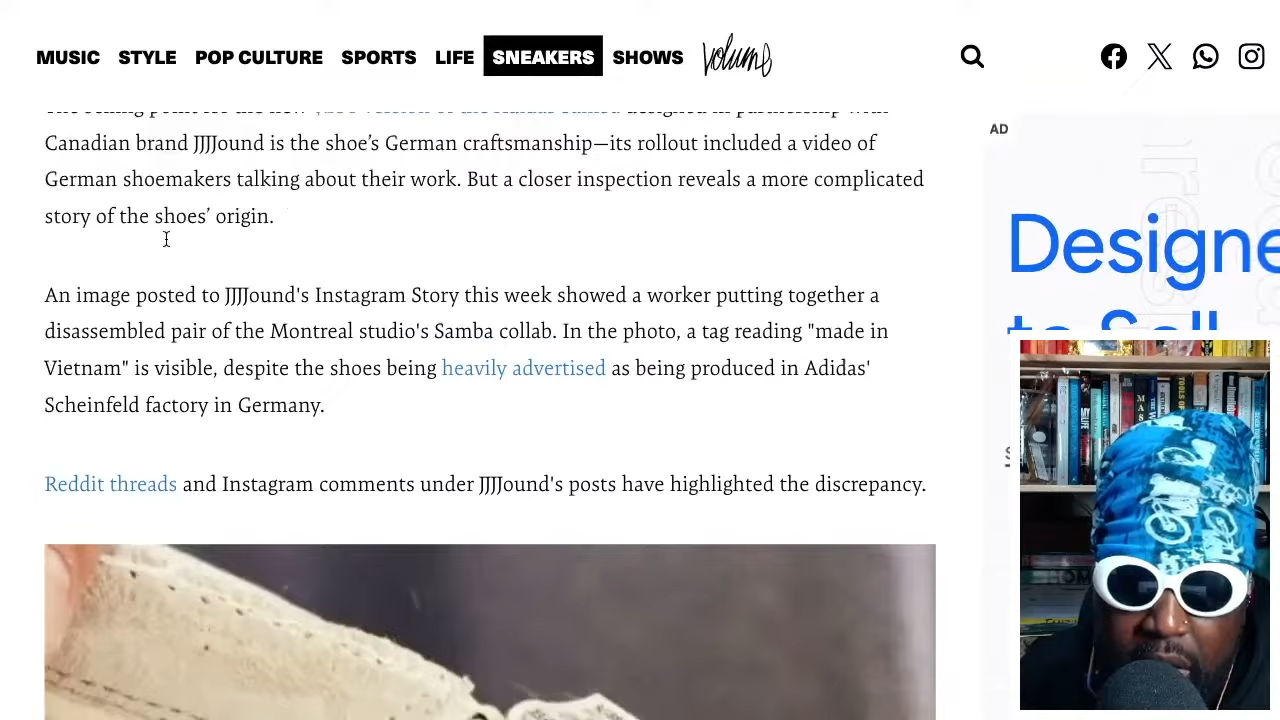 MUSIC STYLE POP CULTURE SPORTS LIFE SNEAKERS SHOWS Volume
Canadian brand JJJJound is the shoe’s German craftsmanship—its rollout included a video of
German shoemakers talking about their work. But a closer inspection reveals a more complicated
story of the shoes’ origin.
An image posted to JJJJound's Instagram Story this week showed a worker putting together a
disassembled pair of the Montreal studio's Samba collab. In the photo, a tag reading "made in
Vietnam" is visible, despite the shoes being heavily advertised as being produced in Adidas'
Scheinfeld factory in Germany.
Reddit threads and Instagram comments under JJJJound's posts have highlighted the discrepancy.
AD